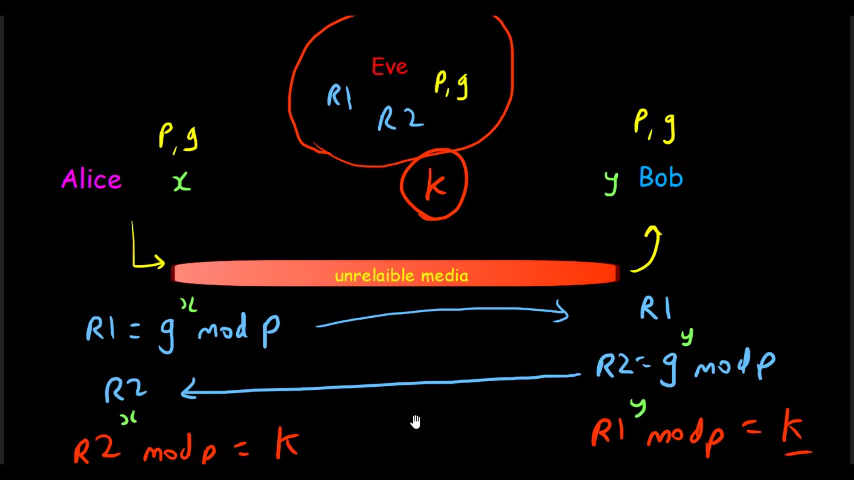 Eve
R1 P,g
R2
P,g P,g
Alice x k y Bob
unrelaible media
R1 = g^x mod p R1
R2 R2 = g^y mod p
R2^x mod p = k R1^y mod p = k